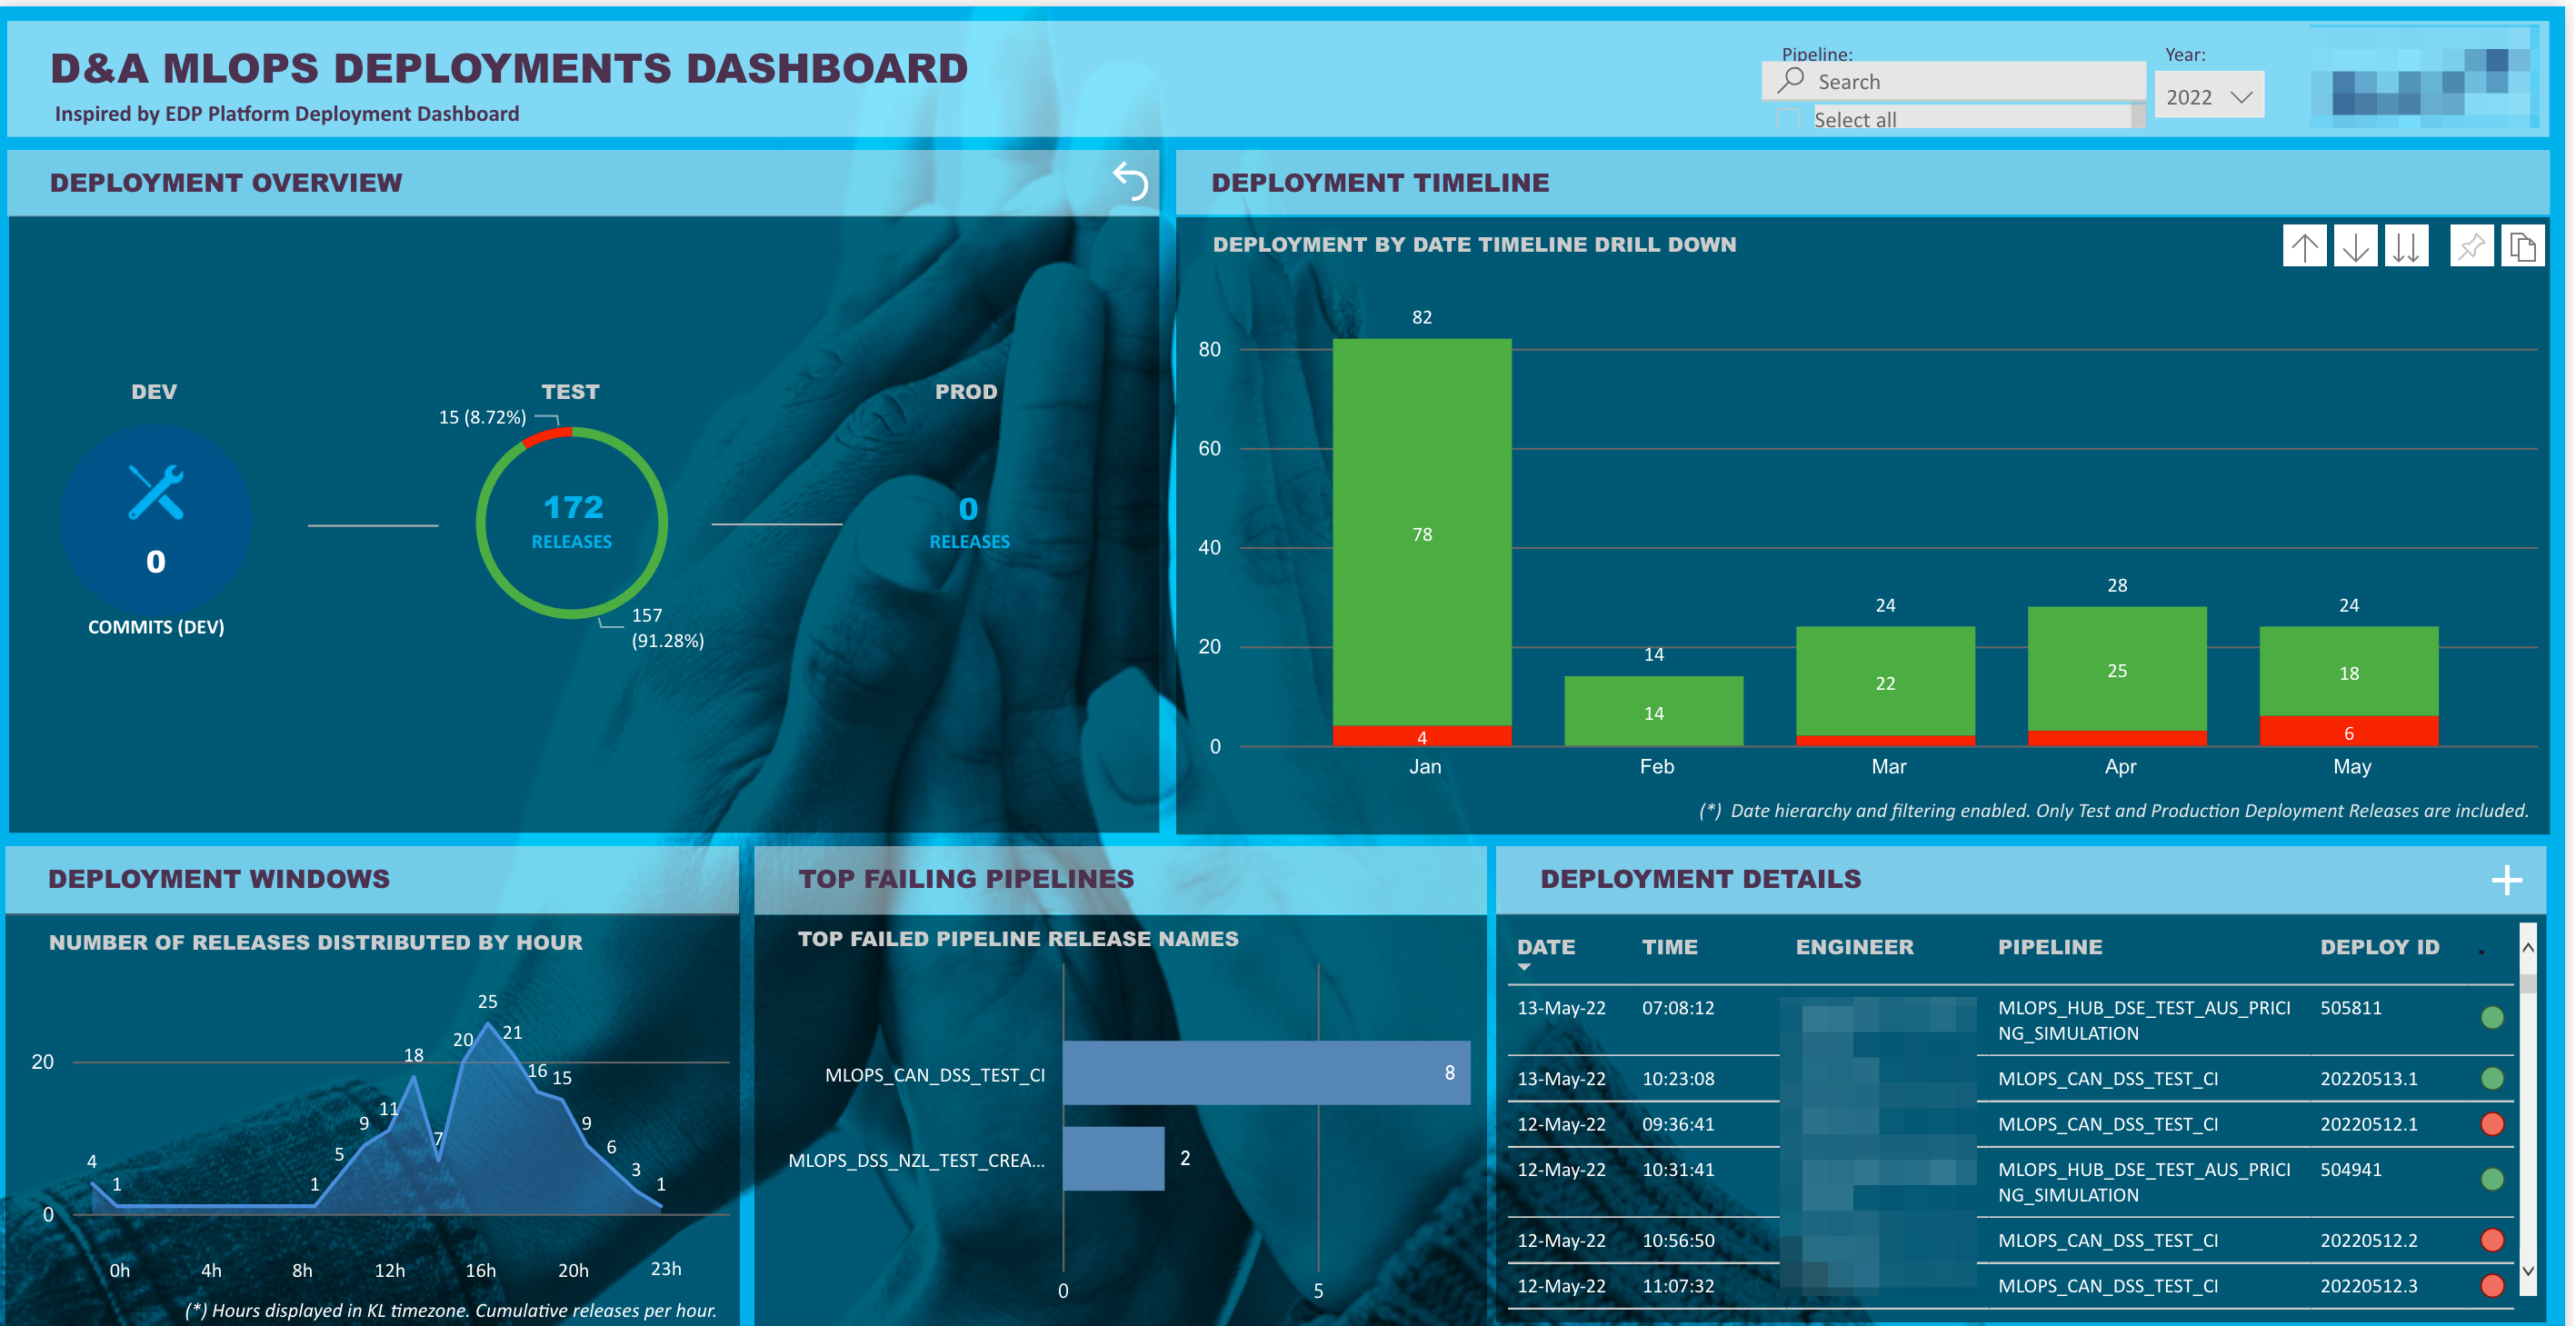 D&A MLOPS DEPLOYMENTS DASHBOARD
Inspired by EDP Platform Deployment Dashboard
Pipeline:
Search
Select all
Year:
2022
DEPLOYMENT OVERVIEW
DEV
0
COMMITS (DEV)
TEST
15 (8.72%)
172
RELEASES
157
(91.28%)
PROD
0
RELEASES
DEPLOYMENT TIMELINE
DEPLOYMENT BY DATE TIMELINE DRILL DOWN
80
60
40
20
0
82
78
4
14
14
24
22
28
25
24
18
6
Jan Feb Mar Apr May
(*) Date hierarchy and filtering enabled. Only Test and Production Deployment Releases are included.
DEPLOYMENT WINDOWS
NUMBER OF RELEASES DISTRIBUTED BY HOUR
20
0
4
1
1
5
9
11
18
7
20
25
21
16
15
9
6
3
1
0h 4h 8h 12h 16h 20h 23h
(*) Hours displayed in KL timezone. Cumulative releases per hour.
TOP FAILING PIPELINES
TOP FAILED PIPELINE RELEASE NAMES
MLOPS_CAN_DSS_TEST_CI 8
MLOPS_DSS_NZL_TEST_CREA... 2
0 5
DEPLOYMENT DETAILS
DATE TIME ENGINEER PIPELINE DEPLOY ID .
13-May-22 07:08:12 MLOPS_HUB_DSE_TEST_AUS_PRICI 505811
NG_SIMULATION
13-May-22 10:23:08 MLOPS_CAN_DSS_TEST_CI 20220513.1
12-May-22 09:36:41 MLOPS_CAN_DSS_TEST_CI 20220512.1
12-May-22 10:31:41 MLOPS_HUB_DSE_TEST_AUS_PRICI 504941
NG_SIMULATION
12-May-22 10:56:50 MLOPS_CAN_DSS_TEST_CI 20220512.2
12-May-22 11:07:32 MLOPS_CAN_DSS_TEST_CI 20220512.3